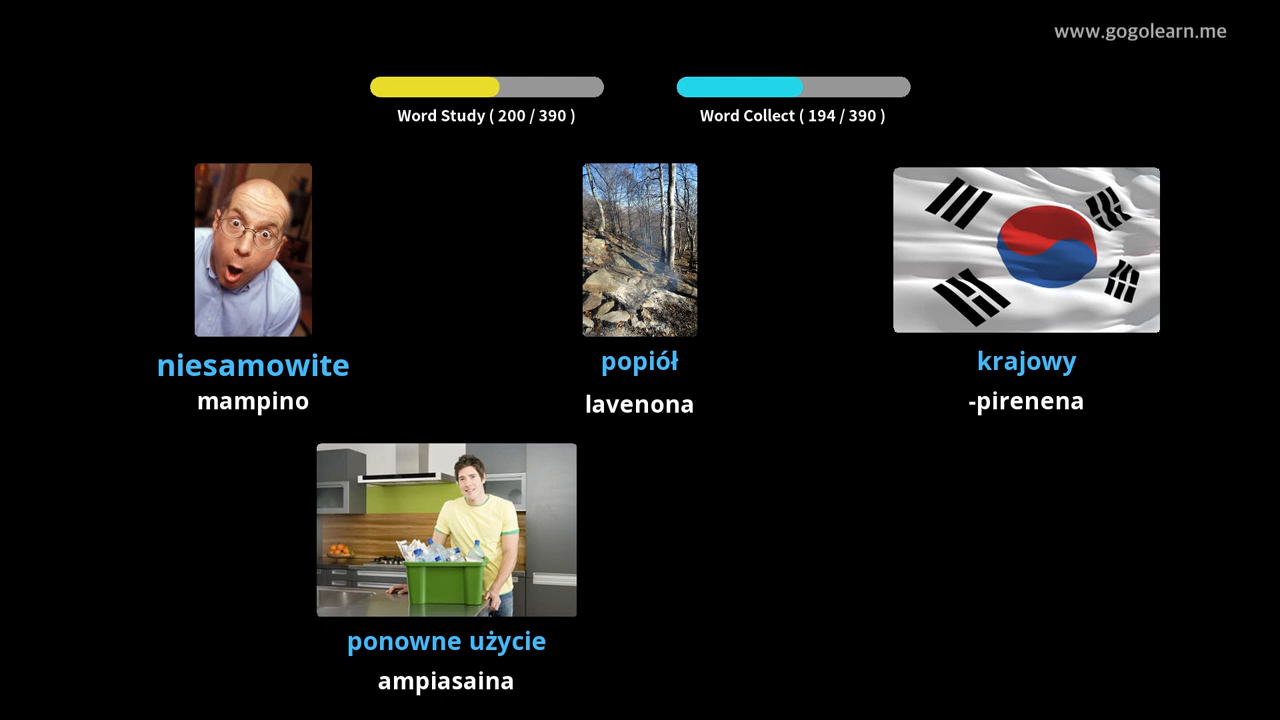 www.gogolearn.me
Word Study ( 200 / 390 )
Word Collect ( 194 / 390 )
niesamowite
mampino
popiół
lavenona
krajowy
-pirenena
ponowne użycie
ampiasaina